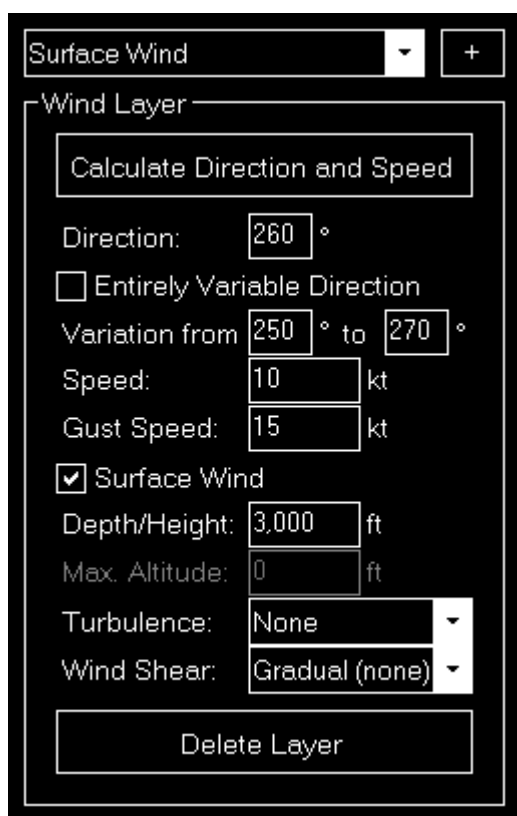 Surface Wind +
Wind Layer
Calculate Direction and Speed
Direction: 260 °
Entirely Variable Direction
Variation from 250 ° to 270 °
Speed: 10 kt
Gust Speed: 15 kt
Surface Wind
Depth/Height: 3,000 ft
Max. Altitude: 0 ft
Turbulence: None
Wind Shear: Gradual (none)
Delete Layer